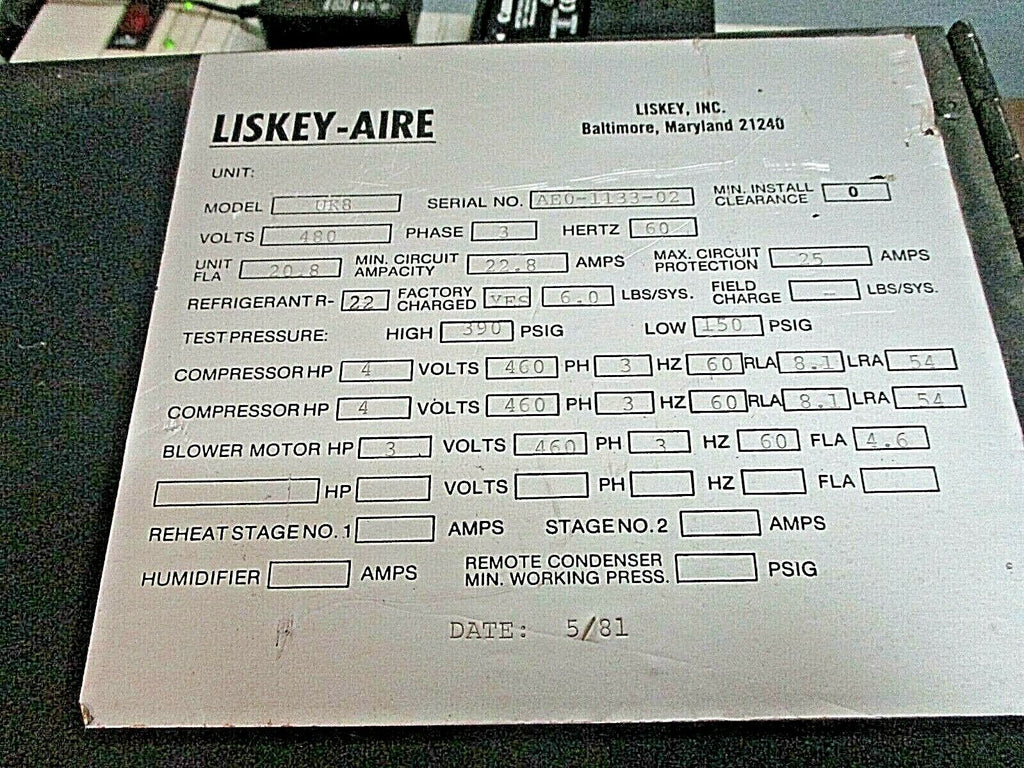 LISKEY-AIRE
LISKEY, INC.
Baltimore, Maryland 21240
UNIT:
MODEL UK8 SERIAL NO. AE0-1133-02 MIN. INSTALL CLEARANCE 0
VOLTS 480 PHASE 3 HERTZ 60
UNIT FLA 20.8 MIN. CIRCUIT AMPACITY 22.8 AMPS MAX. CIRCUIT PROTECTION 25 AMPS
REFRIGERANT R- 22 FACTORY CHARGED YES 6.0 LBS/SYS. FIELD CHARGE - LBS/SYS.
TEST PRESSURE: HIGH 390 PSIG LOW 150 PSIG
COMPRESSOR HP 4 VOLTS 460 PH 3 HZ 60 RLA 8.1 LRA 54
COMPRESSOR HP 4 VOLTS 460 PH 3 HZ 60 RLA 8.1 LRA 54
BLOWER MOTOR HP 3 VOLTS 460 PH 3 HZ 60 FLA 4.6
HP VOLTS PH HZ FLA
REHEAT STAGE NO. 1 AMPS STAGE NO. 2 AMPS
HUMIDIFIER AMPS REMOTE CONDENSER MIN. WORKING PRESS. PSIG
DATE: 5/81